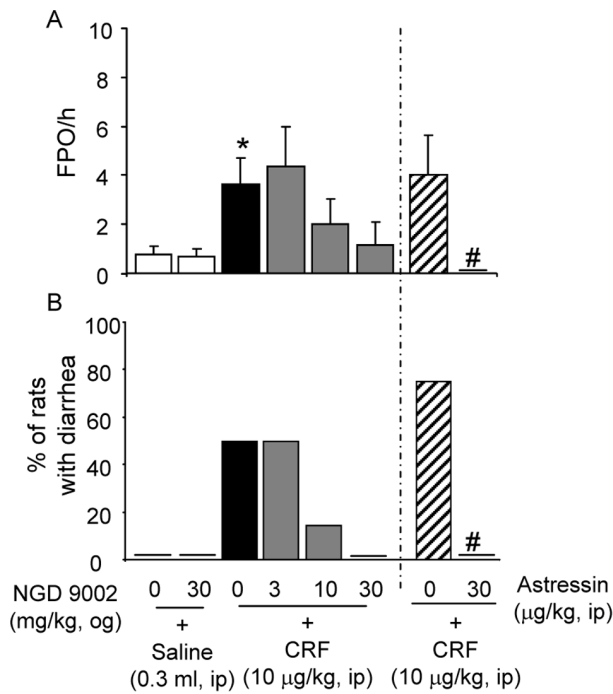 A
FPO/h
10
8
6
4
2
0
*
#
B
% of rats
with diarrhea
100
80
60
40
20
0
#
NGD 9002
(mg/kg, og)
0 30 0 3 10 30 0 30
Astressin
(μg/kg, ip)
+ + +
Saline
(0.3 ml, ip)
CRF
(10 μg/kg, ip)
CRF
(10 μg/kg, ip)